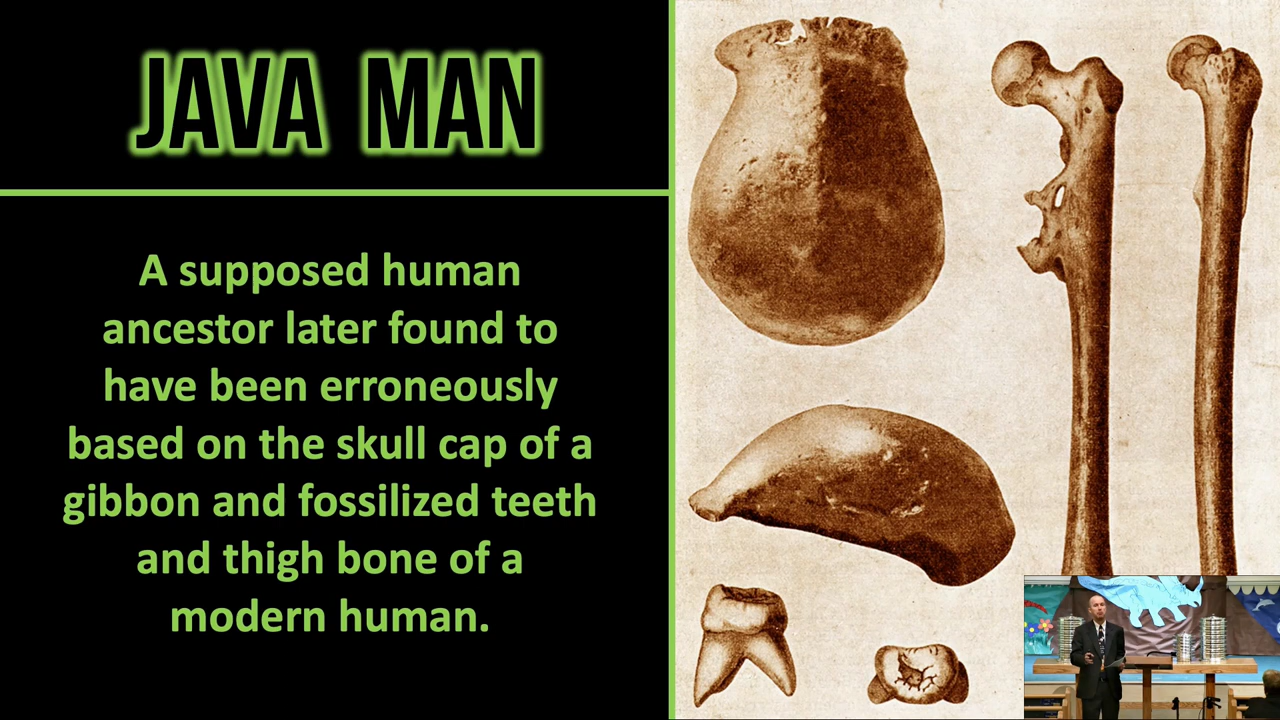 JAVA MAN
A supposed human
ancestor later found to
have been erroneously
based on the skull cap of a
gibbon and fossilized teeth
and thigh bone of a
modern human.